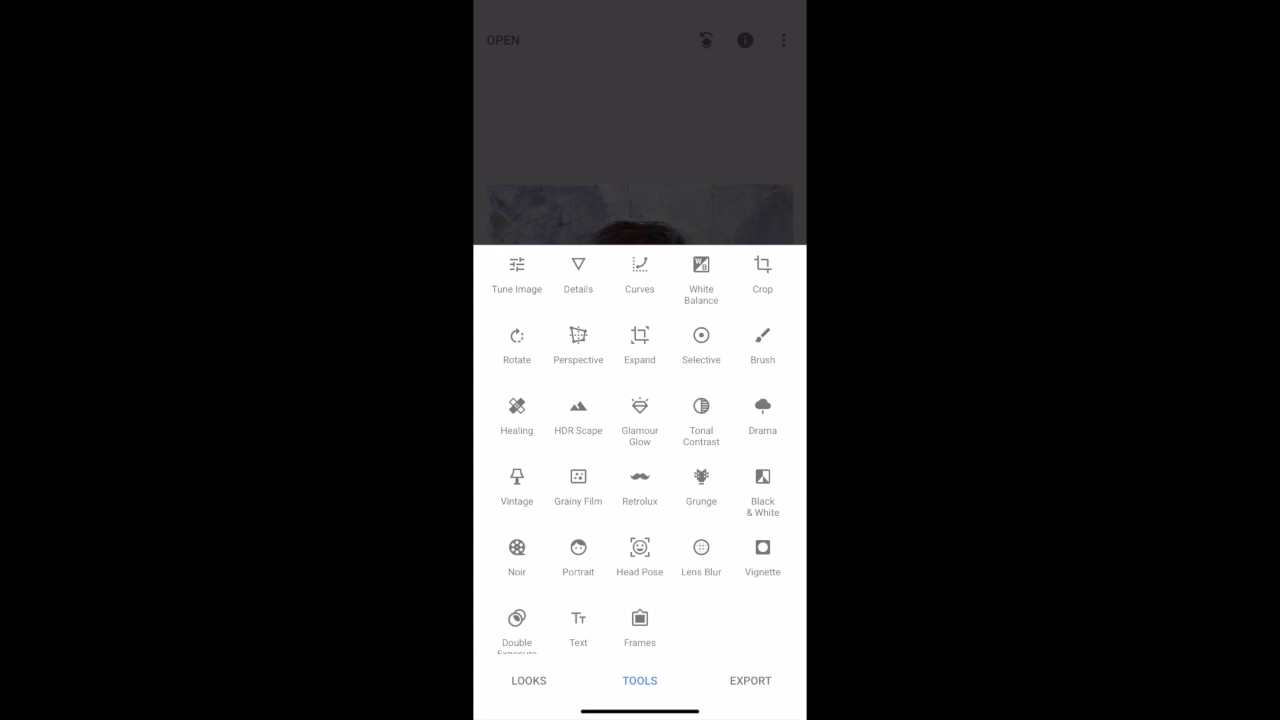 OPEN
Tune Image Details Curves White Balance Crop
Rotate Perspective Expand Selective Brush
Healing HDR Scape Glamour Glow Tonal Contrast Drama
Vintage Grainy Film Retrolux Grunge Black & White
Noir Portrait Head Pose Lens Blur Vignette
Double Exposure Text Frames
LOOKS TOOLS EXPORT